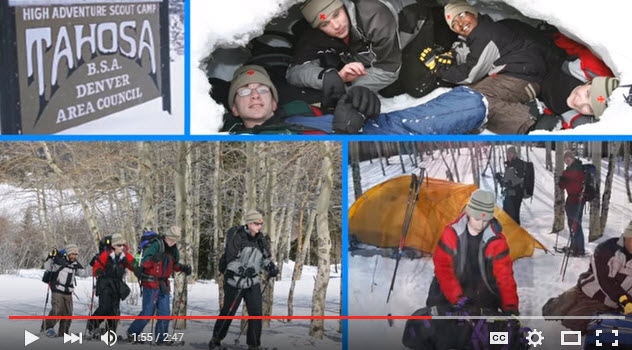 HIGH ADVENTURE SCOUT CAMP
TAHOSA
B.S.A.
DENVER
AREA COUNCIL
1:55 / 2:47
CC